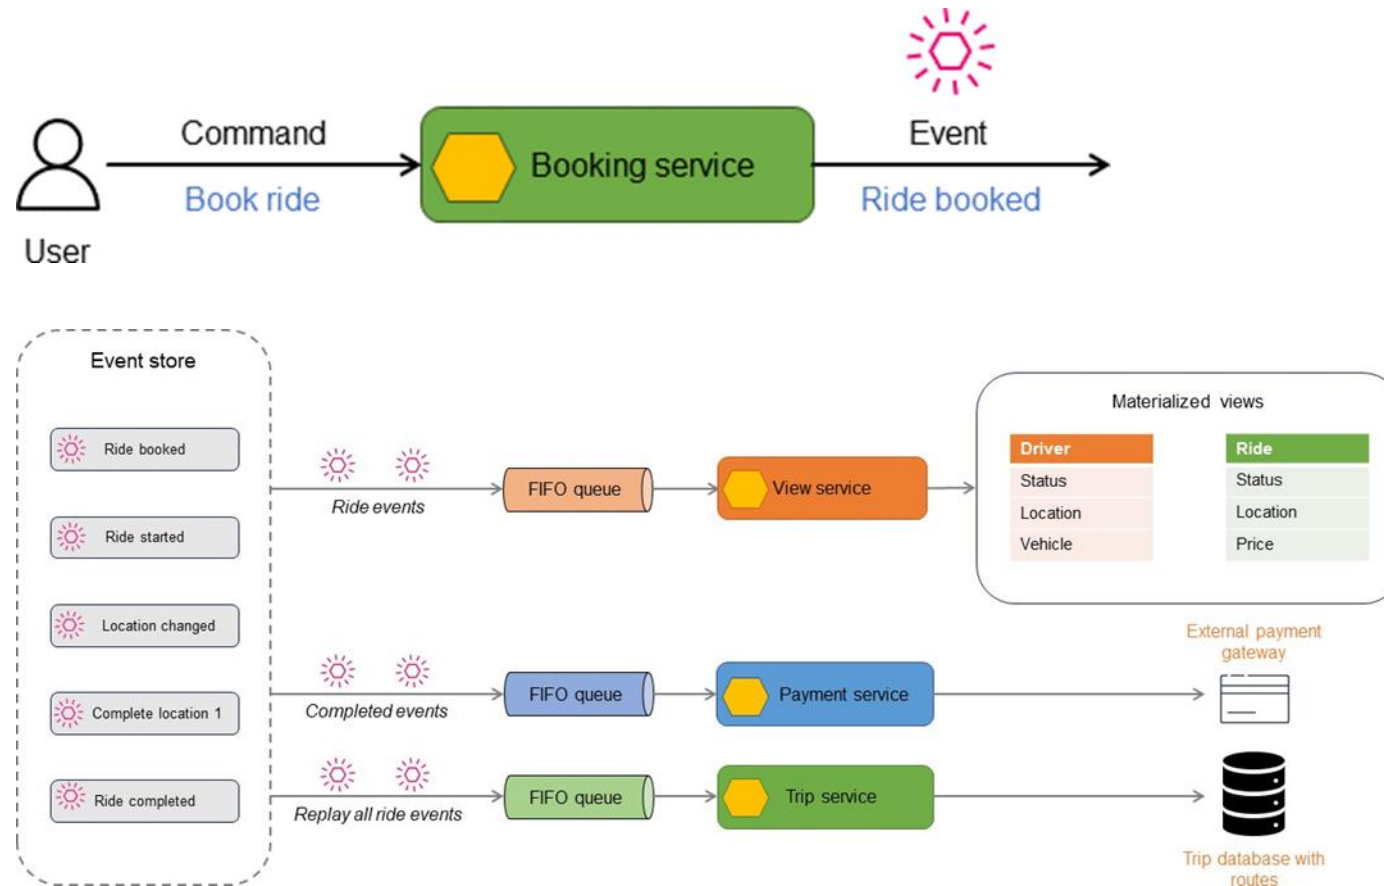 Command
Book ride
User
Booking service
Event
Ride booked
Event store
Ride booked
Ride started
Location changed
Complete location 1
Ride completed
Ride events
FIFO queue
View service
Materialized views
Driver
Status
Location
Vehicle
Ride
Status
Location
Price
Completed events
FIFO queue
Payment service
External payment
gateway
Replay all ride events
FIFO queue
Trip service
Trip database with
routes